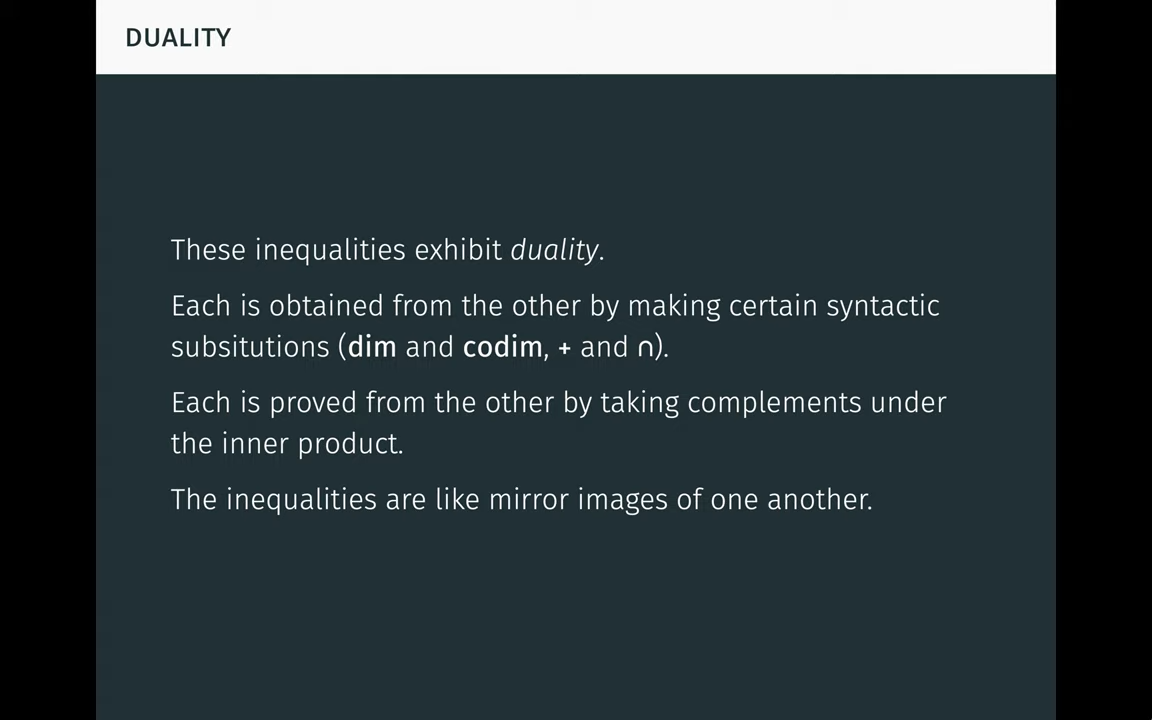 DUALITY
These inequalities exhibit duality.
Each is obtained from the other by making certain syntactic
subsitutions (dim and codim, + and ∩).
Each is proved from the other by taking complements under
the inner product.
The inequalities are like mirror images of one another.